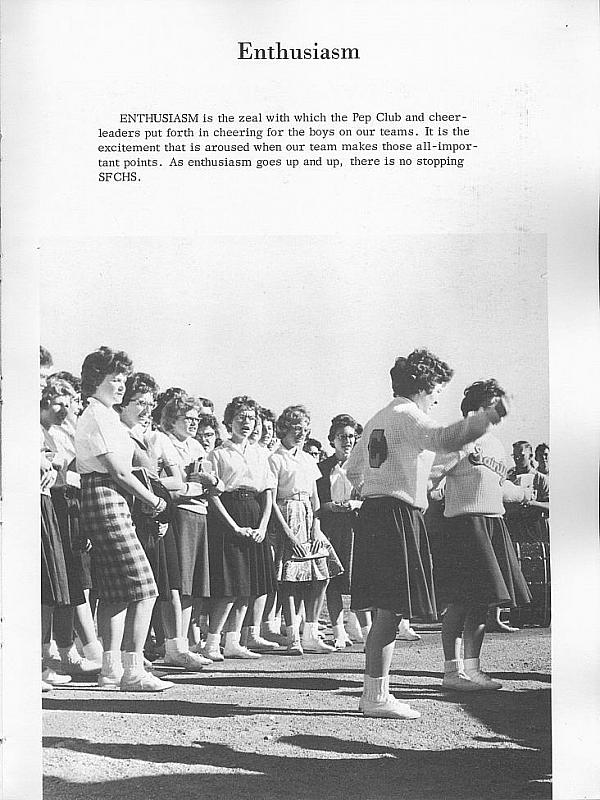 Enthusiasm
ENTHUSIASM is the zeal with which the Pep Club and cheer-
leaders put forth in cheering for the boys on our teams. It is the
excitement that is aroused when our team makes those all-impor-
tant points. As enthusiasm goes up and up, there is no stopping
SFCHS.
Saints